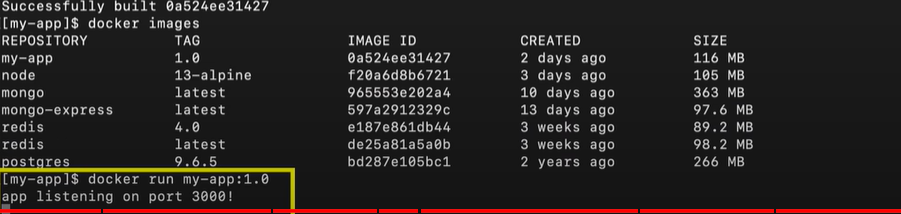 Successfully built 0a524ee31427
[my-app]$ docker images
REPOSITORY TAG IMAGE ID CREATED SIZE
my-app 1.0 0a524ee31427 2 days ago 116 MB
node 13-alpine f20a6d8b6721 3 days ago 105 MB
mongo latest 965553e202a4 10 days ago 363 MB
mongo-express latest 597a2912329c 13 days ago 97.6 MB
redis 4.0 e187e861db44 3 weeks ago 89.2 MB
redis latest de25a81a5a0b 3 weeks ago 98.2 MB
postgres 9.6.5 bd287e105bc1 2 years ago 266 MB
[my-app]$ docker run my-app:1.0
app listening on port 3000!